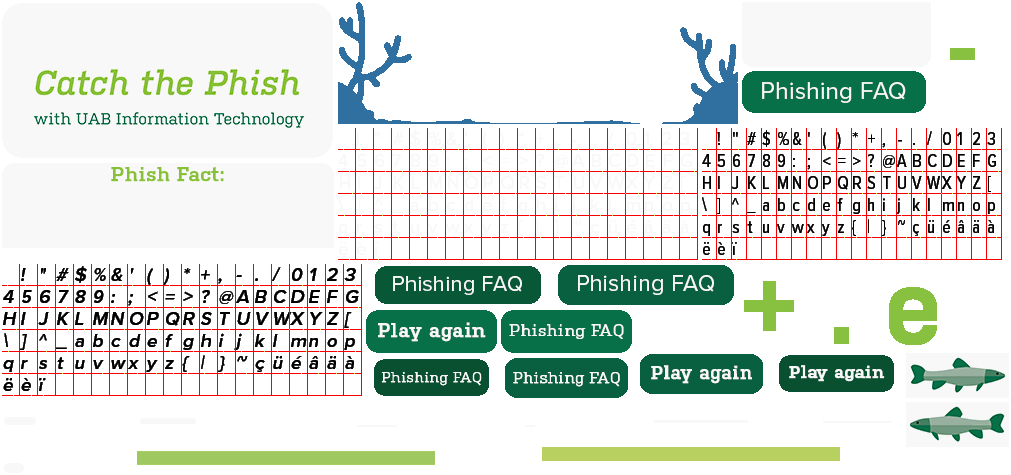 Catch the Phish
with UAB Information Technology
Phish Fact:
Phishing FAQ
-
! " # $ % & ' ( ) * + , - . / 0 1 2 3
4 5 6 7 8 9 : ; < = > ? @ A B C D E F G
H I J K L M N O P Q R S T U V W X Y Z [
\ ] ^ _ a b c d e f g h i j k l m n o p
q r s t u v w x y z { | } ~ ç ü é â ä à
ë è ï
! " # $ % & ' ( ) * + , - . / 0 1 2 3
4 5 6 7 8 9 : ; < = > ? @ A B C D E F G
H I J K L M N O P Q R S T U V W X Y Z [
\ ] ^ _ a b c d e f g h i j k l m n o p
q r s t u v w x y z { | } ~ ç ü é â ä à
ë è ï
Phishing FAQ
Phishing FAQ
+ . e
Play again
Phishing FAQ
Phishing FAQ
Phishing FAQ
Play again
Play again